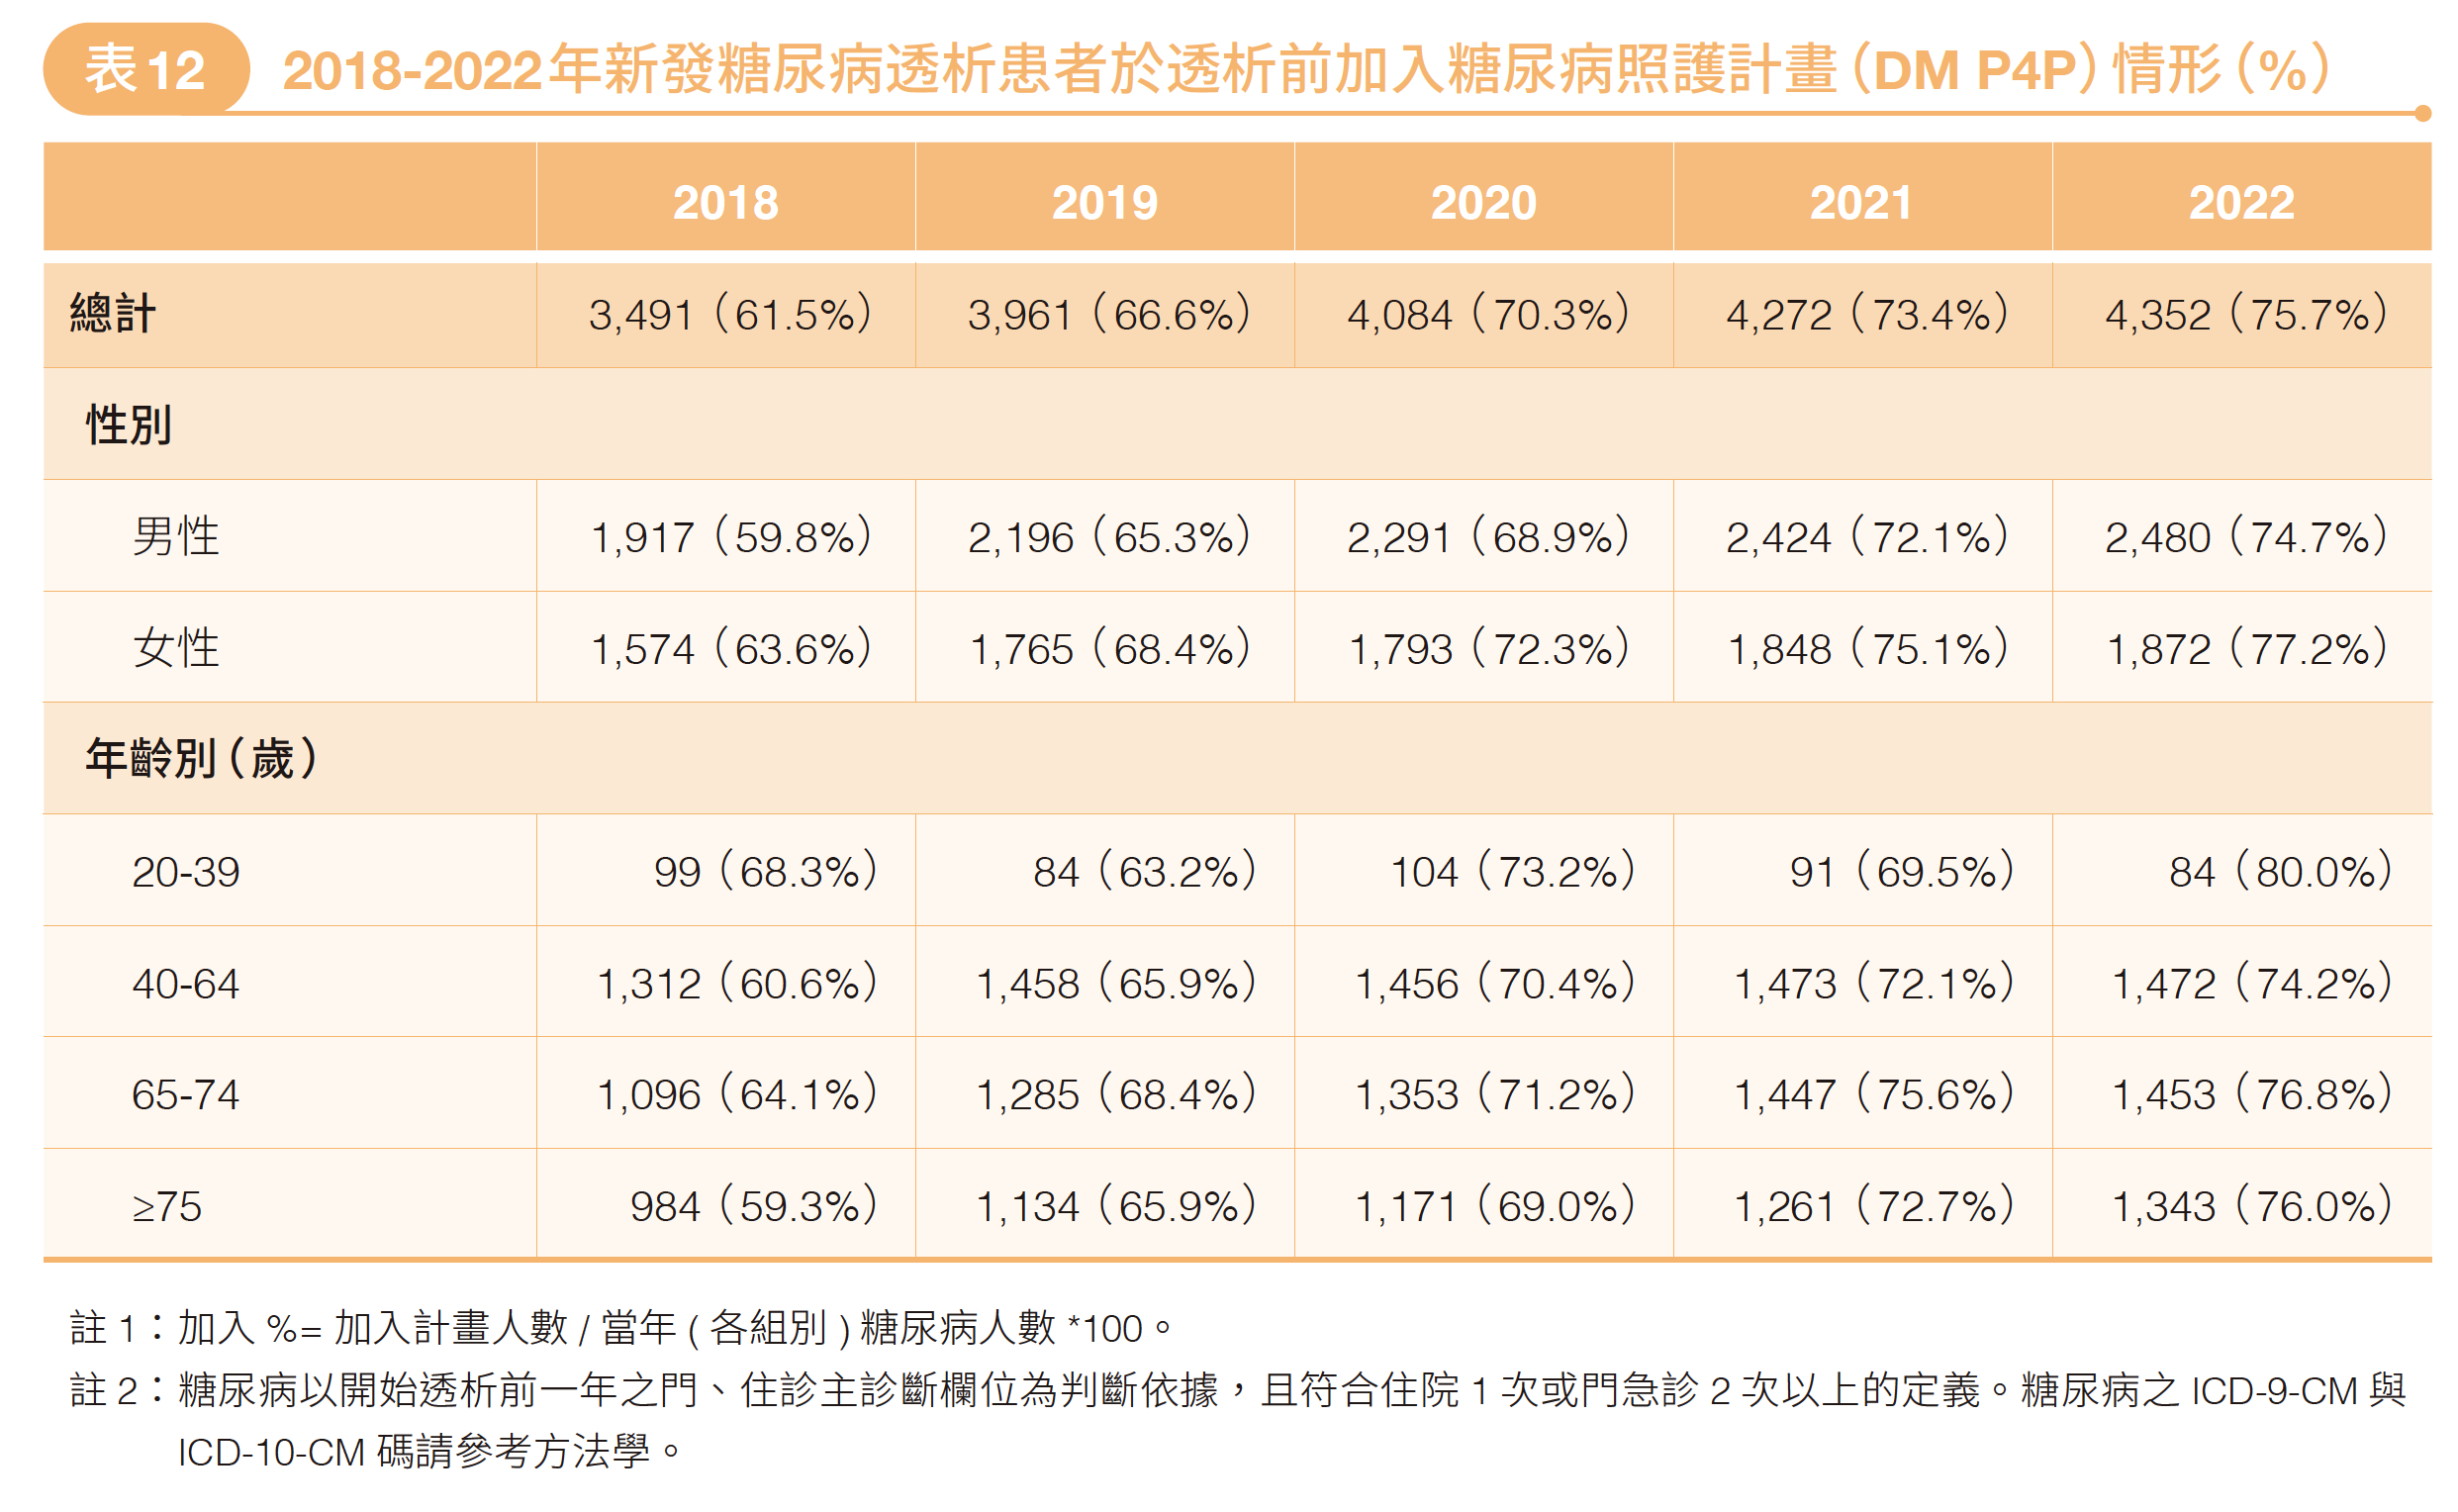 表12 2018-2022年新發糖尿病透析患者於透析前加入糖尿病照護計畫（DM P4P）情形（%）
2018 2019 2020 2021 2022
總計 3,491（61.5%） 3,961（66.6%） 4,084（70.3%） 4,272（73.4%） 4,352（75.7%）
性別
男性 1,917（59.8%） 2,196（65.3%） 2,291（68.9%） 2,424（72.1%） 2,480（74.7%）
女性 1,574（63.6%） 1,765（68.4%） 1,793（72.3%） 1,848（75.1%） 1,872（77.2%）
年齡別（歲）
20-39 99（68.3%） 84（63.2%） 104（73.2%） 91（69.5%） 84（80.0%）
40-64 1,312（60.6%） 1,458（65.9%） 1,456（70.4%） 1,473（72.1%） 1,472（74.2%）
65-74 1,096（64.1%） 1,285（68.4%） 1,353（71.2%） 1,447（75.6%） 1,453（76.8%）
≥75 984（59.3%） 1,134（65.9%） 1,171（69.0%） 1,261（72.7%） 1,343（76.0%）
註 1：加入 %= 加入計畫人數 / 當年 ( 各組別 ) 糖尿病人數 *100。
註 2：糖尿病以開始透析前一年之門、住診主診斷欄位為判斷依據，且符合住院 1 次或門急診 2 次以上的定義。糖尿病之 ICD-9-CM 與
ICD-10-CM 碼請參考方法學。